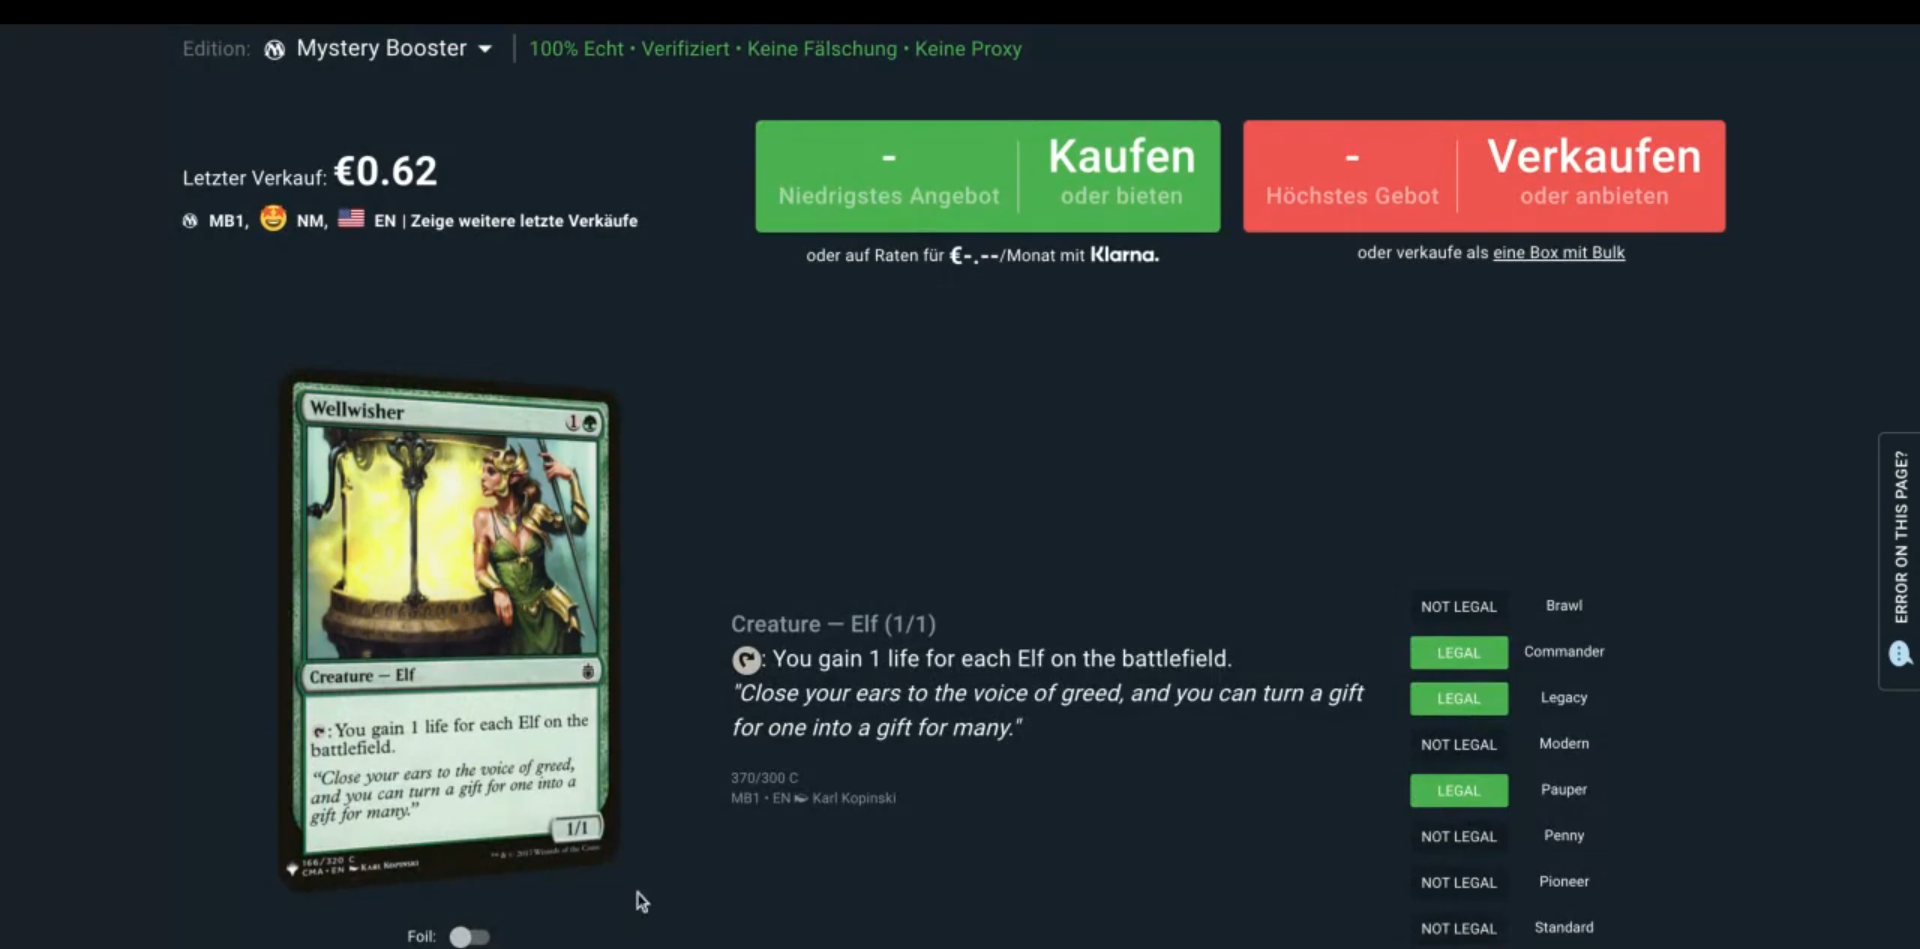 Edition: Mystery Booster 100% Echt • Verifiziert • Keine Fälschung • Keine Proxy
Letzter Verkauf: €0.62
MB1, NM, EN | Zeige weitere letzte Verkäufe
- Kaufen
Niedrigstes Angebot oder bieten
oder auf Raten für €-.--/Monat mit Klarna.
- Verkaufen
Höchstes Gebot oder anbieten
oder verkaufe als eine Box mit Bulk
Wellwisher 1
Creature — Elf
: You gain 1 life for each Elf on the
battlefield.
“Close your ears to the voice of greed,
and you can turn a gift for one into a
gift for many.”
1/1
166/320 C
CMA • EN Karl Kopinski
™ & © 2017 Wizards of the Coast
Foil:
Creature — Elf (1/1)
: You gain 1 life for each Elf on the battlefield.
"Close your ears to the voice of greed, and you can turn a gift
for one into a gift for many."
370/300 C
MB1 • EN Karl Kopinski
NOT LEGAL Brawl
LEGAL Commander
LEGAL Legacy
NOT LEGAL Modern
LEGAL Pauper
NOT LEGAL Penny
NOT LEGAL Pioneer
NOT LEGAL Standard
ERROR ON THIS PAGE?